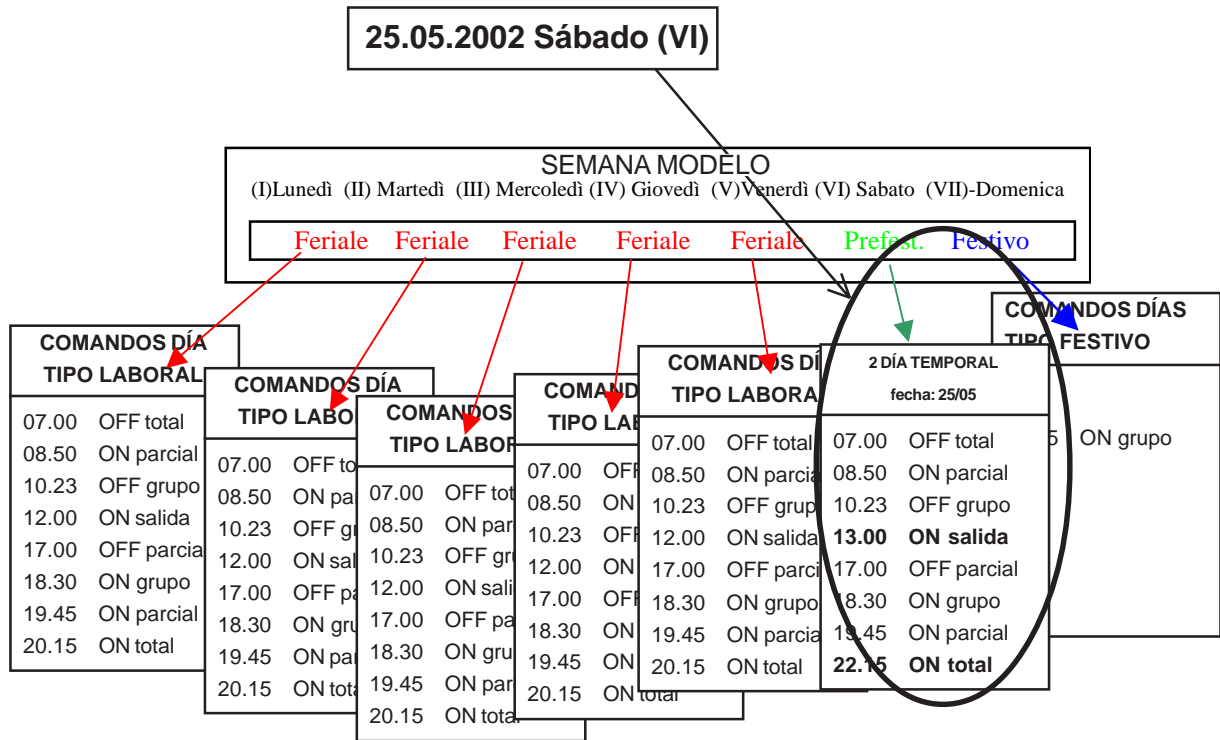 25.05.2002 Sábado (VI)
SEMANA MODELO
(I)Lunedì (II) Martedì (III) Mercoledì (IV) Giovedì (V)Venerdì (VI) Sabato (VII)-Domenica
Feriale Feriale Feriale Feriale Feriale Prefest. Festivo
COMANDOS DÍA
TIPO LABORAL
07.00 OFF total
08.50 ON parcial
10.23 OFF grupo
12.00 ON salida
17.00 OFF parcia
18.30 ON grupo
19.45 ON parcial
20.15 ON total
COMANDOS DÍA
TIPO LABO
07.00 OFF to
08.50 ON pa
10.23 OFF g
12.00 ON sal
17.00 OFF pa
18.30 ON gru
19.45 ON par
20.15 ON tota
COMANDOS
TIPO LABOR
07.00 OFF tot
08.50 ON par
10.23 OFF gru
12.00 ON sali
17.00 OFF pa
18.30 ON gru
19.45 ON par
20.15 ON total
COMAND
TIPO LAB
07.00 OFF
08.50 ON
10.23 OFF
12.00 ON
17.00 OFF
18.30 ON
19.45 ON
20.15 ON total
COMANDOS DÍ
TIPO LABORA
07.00 OFF total
08.50 ON parcia
10.23 OFF grup
12.00 ON salida
17.00 OFF parci
18.30 ON grupo
19.45 ON parcia
20.15 ON total
2 DÍA TEMPORAL
fecha: 25/05
07.00 OFF total
08.50 ON parcial
10.23 OFF grupo
13.00 ON salida
17.00 OFF parcial
18.30 ON grupo
19.45 ON parcial
22.15 ON total
COMANDOS DÍAS
TIPO FESTIVO
5 ON grupo